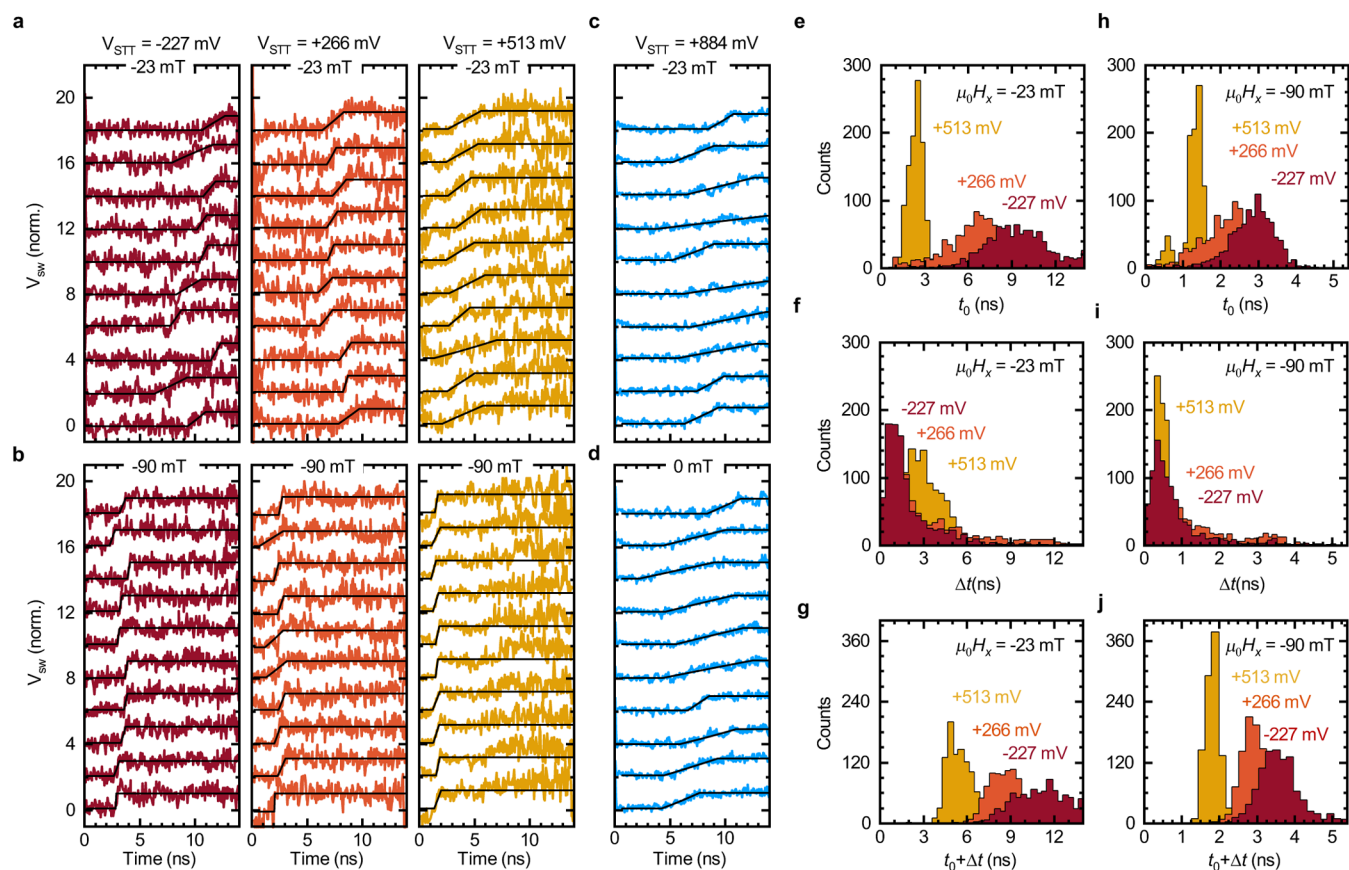 a
V_STT = -227 mV
V_STT = +266 mV
V_STT = +513 mV
-23 mT
-23 mT
-23 mT
V_sw (norm.)
20
16
12
8
4
0
c
V_STT = +884 mV
-23 mT
b
-90 mT
-90 mT
-90 mT
V_sw (norm.)
20
16
12
8
4
0
0 5 10
0 5 10
0 5 10
Time (ns)
Time (ns)
Time (ns)
d
0 mT
0 5 10
Time (ns)
e
300
200
100
0
Counts
μ₀Hₓ = -23 mT
+513 mV
+266 mV
-227 mV
0 3 6 9 12
t₀ (ns)
f
300
200
100
0
Counts
μ₀Hₓ = -23 mT
-227 mV
+266 mV
+513 mV
0 3 6 9 12
Δt(ns)
g
360
240
120
0
Counts
μ₀Hₓ = -23 mT
+513 mV
+266 mV
-227 mV
0 3 6 9 12
t₀+Δt (ns)
h
300
200
100
0
μ₀Hₓ = -90 mT
+513 mV
+266 mV
-227 mV
0 1 2 3 4 5
t₀ (ns)
i
300
200
100
0
μ₀Hₓ = -90 mT
+513 mV
+266 mV
-227 mV
0 1 2 3 4 5
Δt(ns)
j
360
240
120
0
μ₀Hₓ = -90 mT
+513 mV
+266 mV
-227 mV
0 1 2 3 4 5
t₀+Δt (ns)